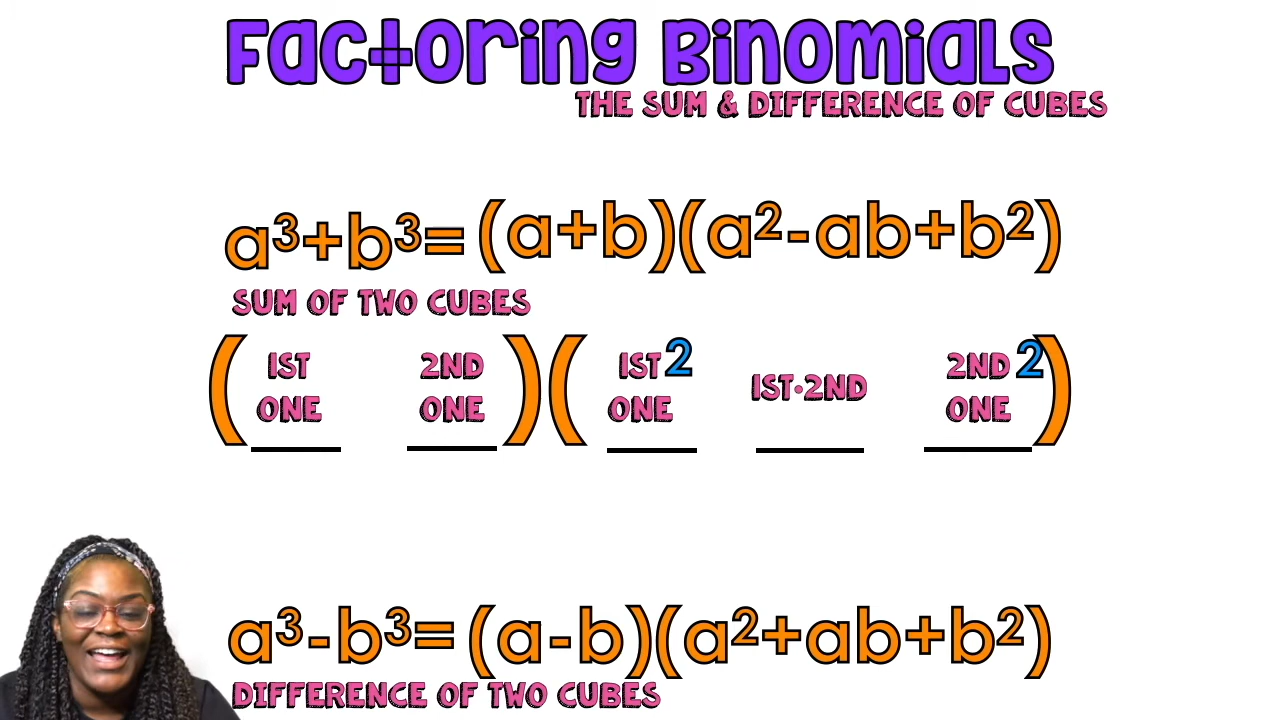 Factoring Binomials
THE SUM & DIFFERENCE OF CUBES
a³+b³=(a+b)(a²-ab+b²)
SUM OF TWO CUBES
(1ST ONE 2ND ONE)(1ST ONE² 1ST·2ND 2ND ONE²)
a³-b³=(a-b)(a²+ab+b²)
DIFFERENCE OF TWO CUBES